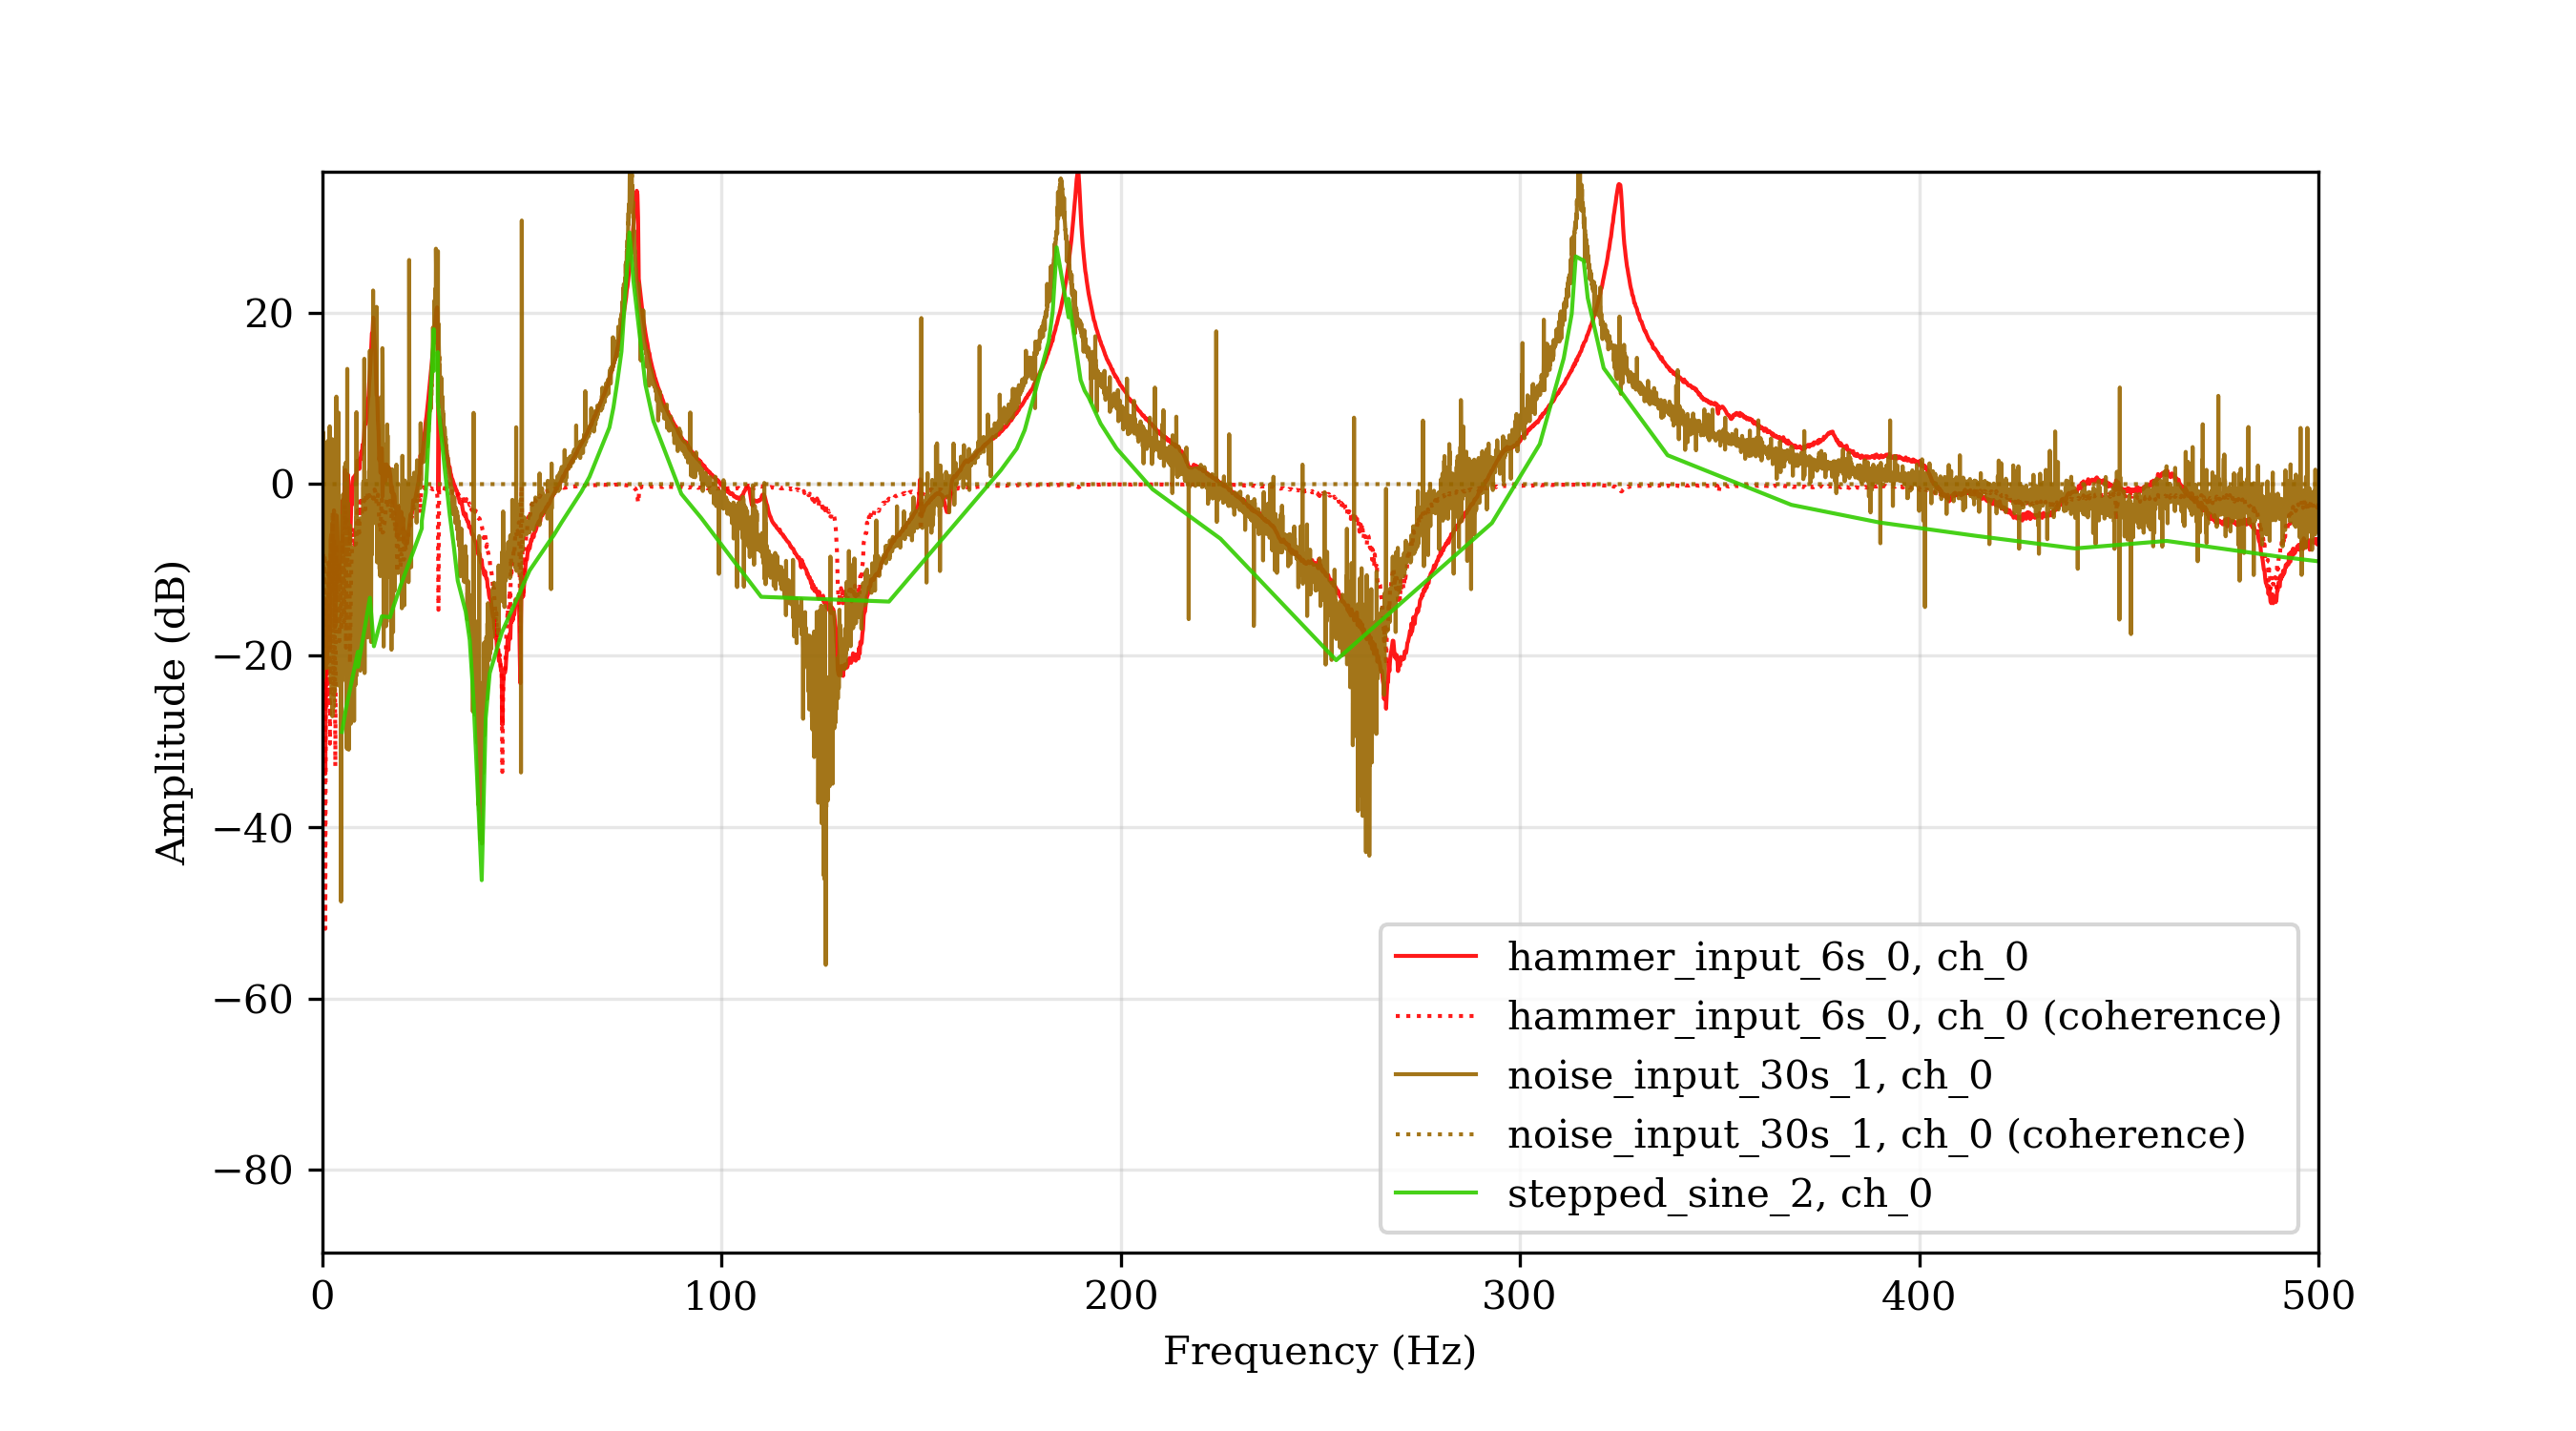 20
0
−20
−40
−60
−80
Amplitude (dB)
0
100
200
300
400
500
Frequency (Hz)
hammer_input_6s_0, ch_0
hammer_input_6s_0, ch_0 (coherence)
noise_input_30s_1, ch_0
noise_input_30s_1, ch_0 (coherence)
stepped_sine_2, ch_0